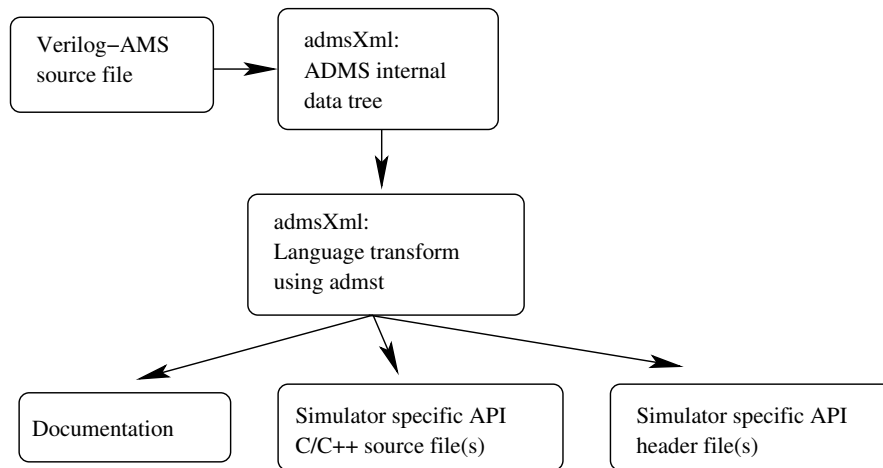 Verilog−AMS
source file
admsXml:
ADMS internal
data tree
admsXml:
Language transform
using admst
Documentation
Simulator specific API
C/C++ source file(s)
Simulator specific API
header file(s)